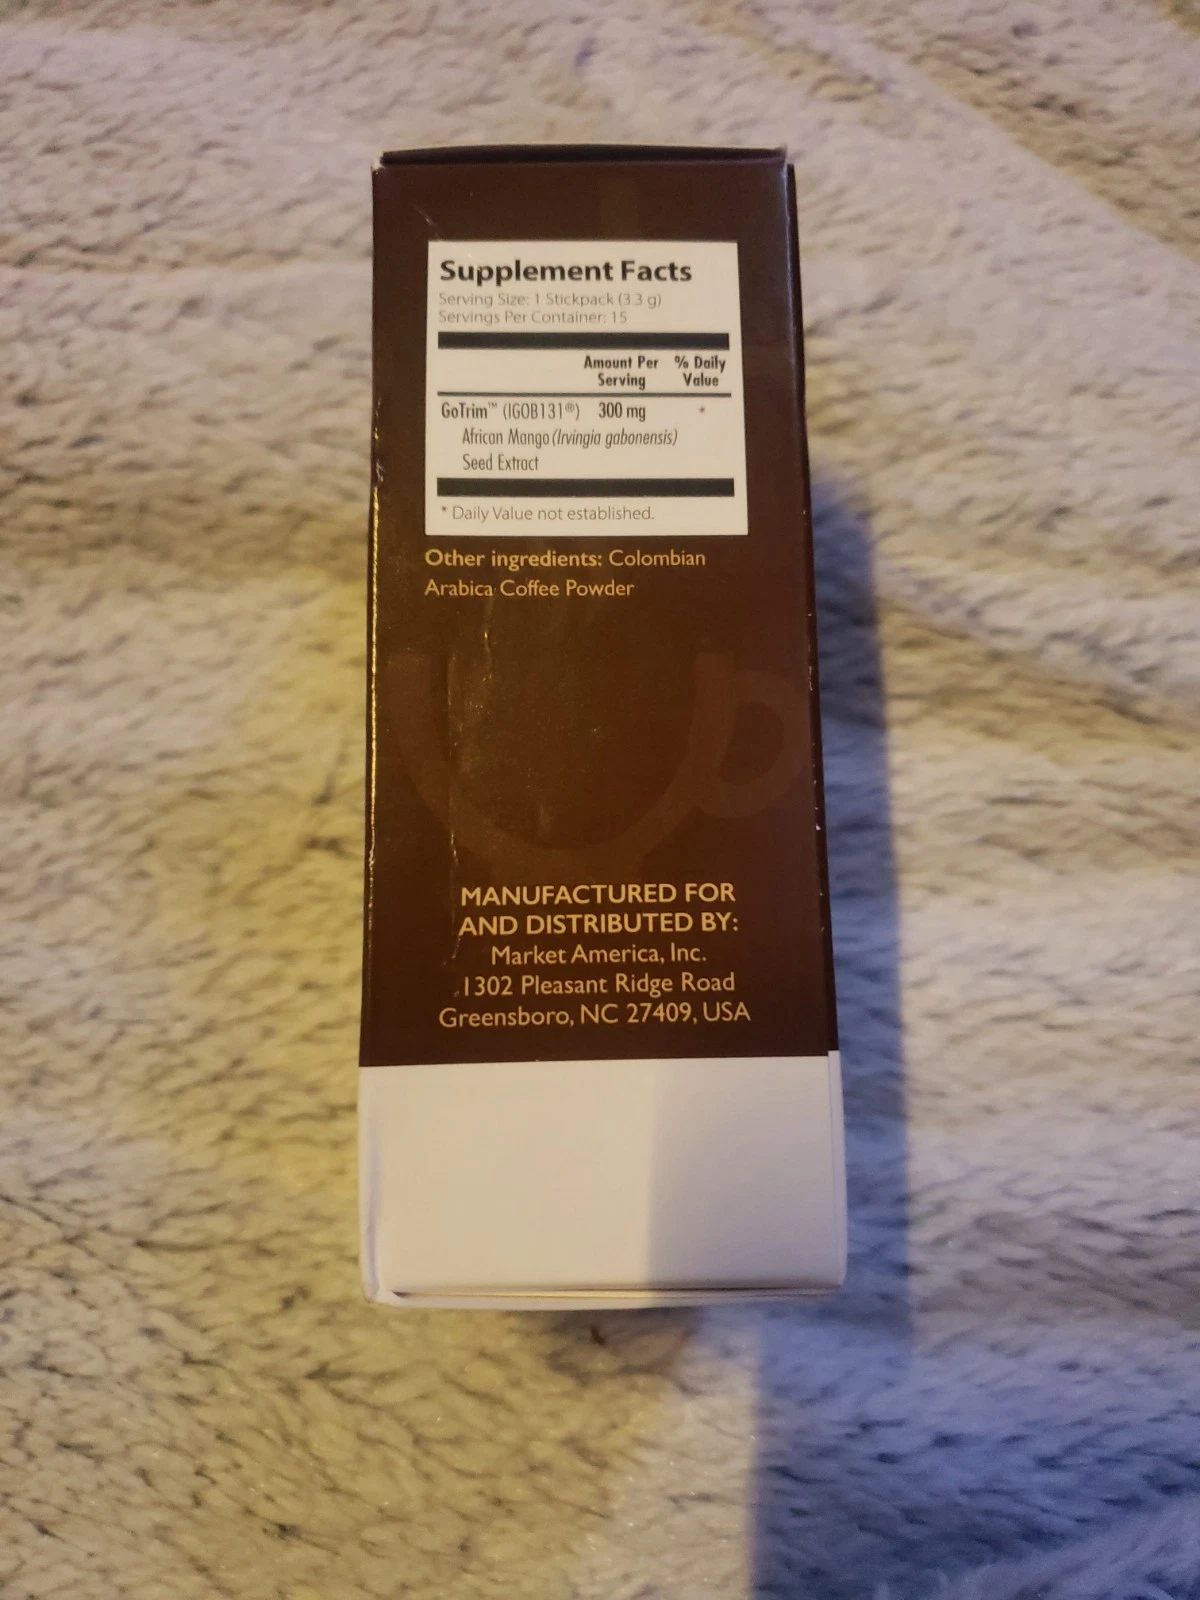 Supplement Facts
Serving Size: 1 Stickpack (3.3 g)
Servings Per Container: 15
Amount Per % Daily
Serving Value
GoTrim™ (IGOB131®) 300 mg *
African Mango (Irvingia gabonensis)
Seed Extract
* Daily Value not established.
Other ingredients: Colombian
Arabica Coffee Powder
MANUFACTURED FOR
AND DISTRIBUTED BY:
Market America, Inc.
1302 Pleasant Ridge Road
Greensboro, NC 27409, USA